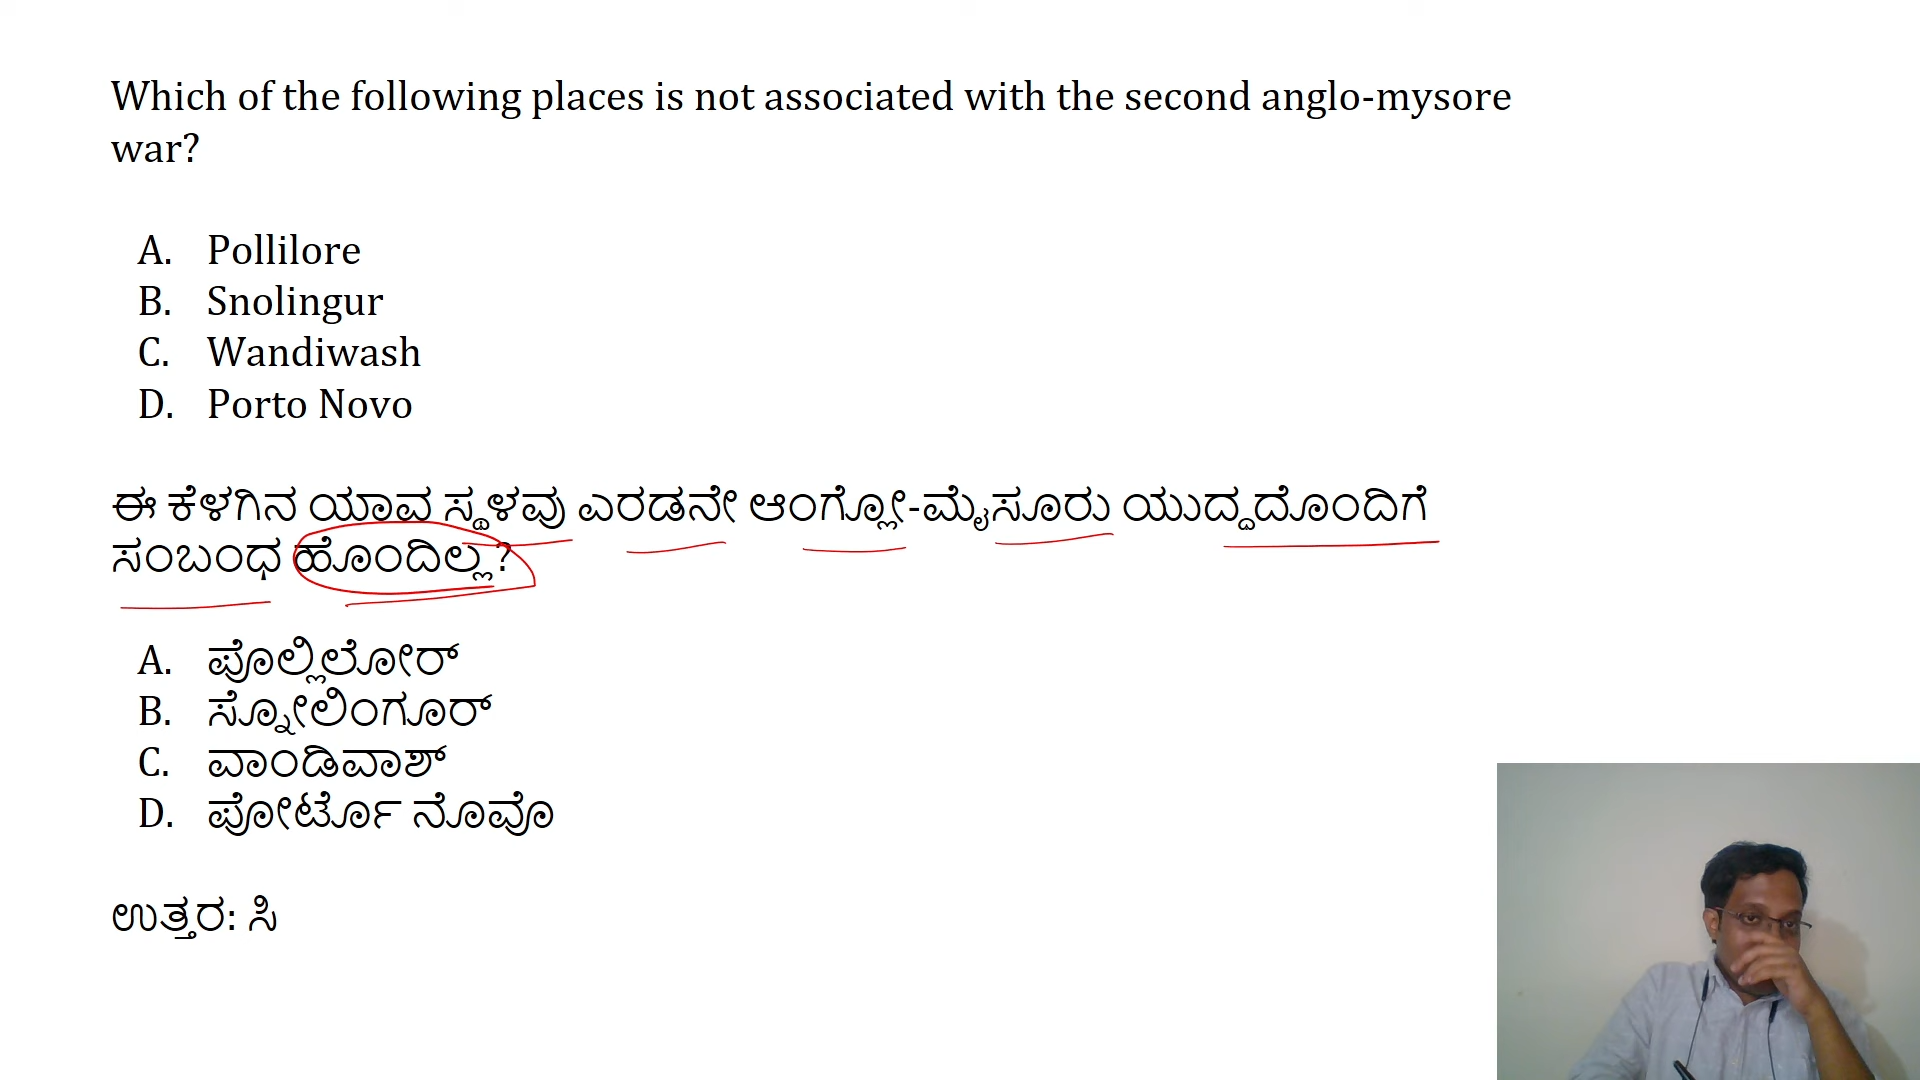 Which of the following places is not associated with the second anglo-mysore
war?
A. Pollilore
B. Snolingur
C. Wandiwash
D. Porto Novo
ಈ ಕೆಳಗಿನ ಯಾವ ಸ್ಥಳವು ಎರಡನೇ ಆಂಗ್ಲೋ-ಮೈಸೂರು ಯುದ್ಧದೊಂದಿಗೆ
ಸಂಬಂಧ ಹೊಂದಿಲ್ಲ?
A. ಪೊಲ್ಲಿಲೋರ್
B. ಸ್ನೋಲಿಂಗೂರ್
C. ವಾಂಡಿವಾಶ್
D. ಪೋರ್ಟೊ ನೊವೊ
ಉತ್ತರ: ಸಿ